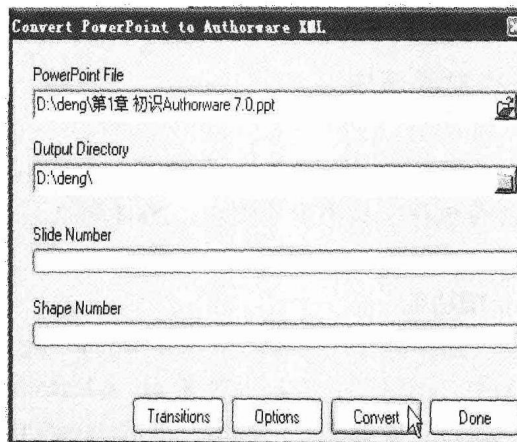 Convert PowerPoint to Authorware XML
PowerPoint File
D:\deng\第1章 初识Authorware 7.0.ppt
Output Directory
D:\deng\
Slide Number
Shape Number
Transitions Options Convert Done